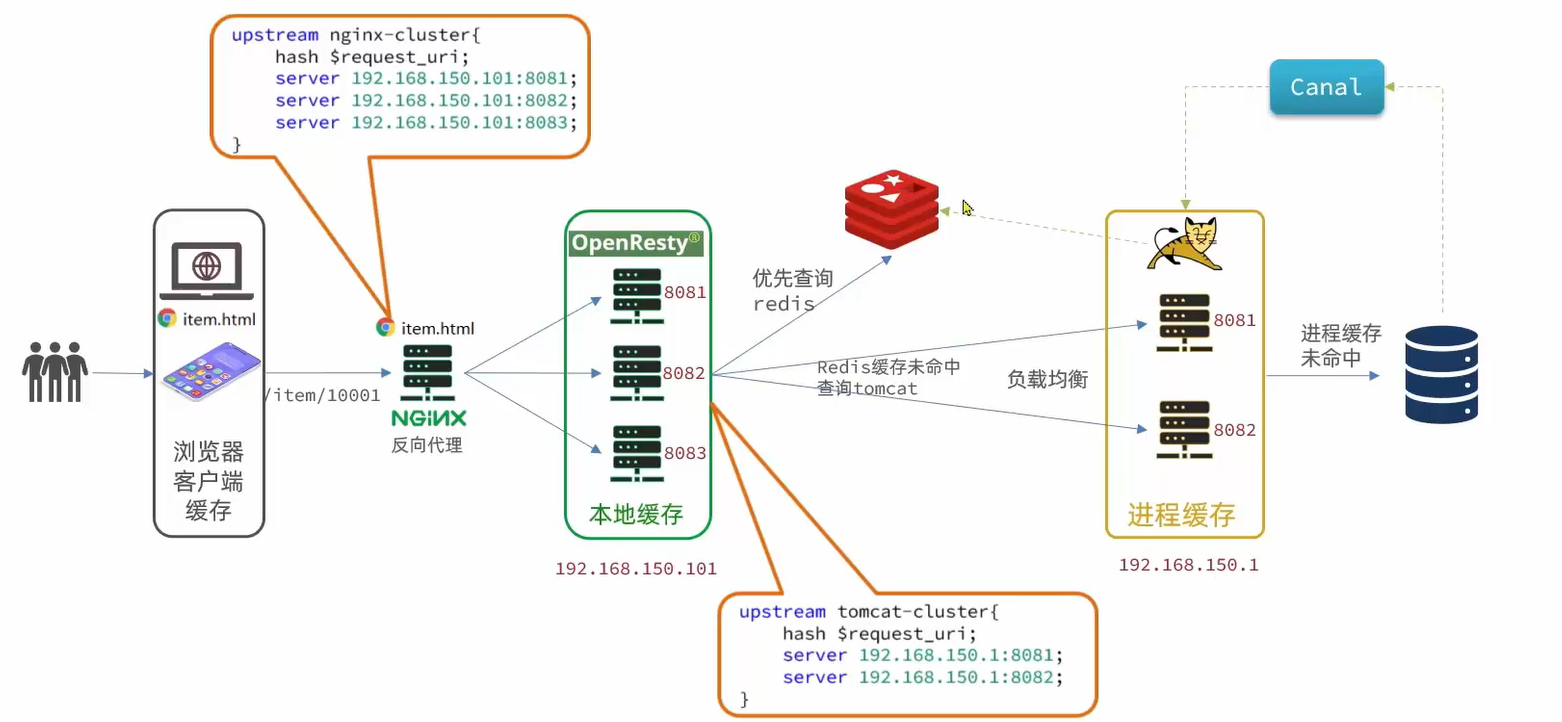 upstream nginx-cluster{
hash $request_uri;
server 192.168.150.101:8081;
server 192.168.150.101:8082;
server 192.168.150.101:8083;
}
Canal
item.html
浏览器
客户端
缓存
/item/10001
item.html
NGINX
反向代理
OpenResty®
8081
8082
8083
本地缓存
192.168.150.101
优先查询
redis
Redis缓存未命中
查询tomcat
负载均衡
8081
8082
进程缓存
192.168.150.1
进程缓存
未命中
upstream tomcat-cluster{
hash $request_uri;
server 192.168.150.1:8081;
server 192.168.150.1:8082;
}